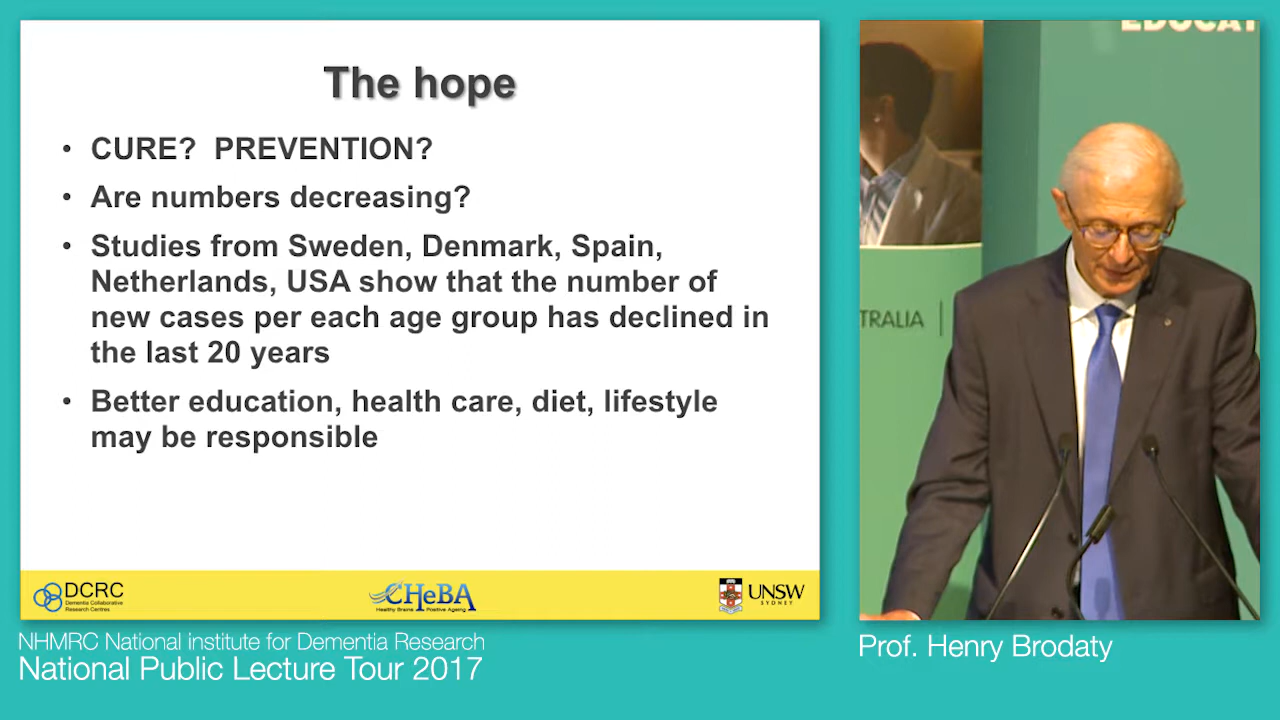 The hope
• CURE? PREVENTION?
• Are numbers decreasing?
• Studies from Sweden, Denmark, Spain,
Netherlands, USA show that the number of
new cases per each age group has declined in
the last 20 years
• Better education, health care, diet, lifestyle
may be responsible
DCRC
Dementia Collaborative
Research Centres
CHeBA
Healthy Brains Positive Ageing
UNSW
SYDNEY
EDUCAT
TRALIA
NHMRC National institute for Dementia Research
National Public Lecture Tour 2017
Prof. Henry Brodaty